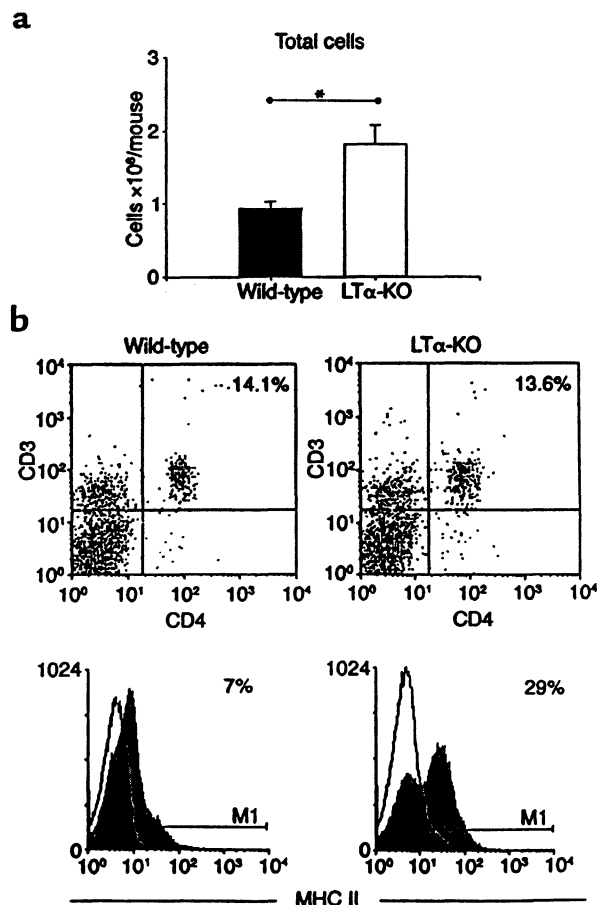 a
Total cells
3
2
1
0
Cells ×10⁶/mouse
*
Wild-type LTα-KO
b
Wild-type LTα-KO
10⁴
10³
10²
10¹
10⁰
CD3
14.1%
10⁰ 10¹ 10² 10³ 10⁴
CD4
10⁴
10³
10²
10¹
10⁰
CD3
13.6%
10⁰ 10¹ 10² 10³ 10⁴
CD4
1024
0
7%
M1
10⁰ 10¹ 10² 10³ 10⁴
1024
0
29%
M1
10⁰ 10¹ 10² 10³ 10⁴
MHC II